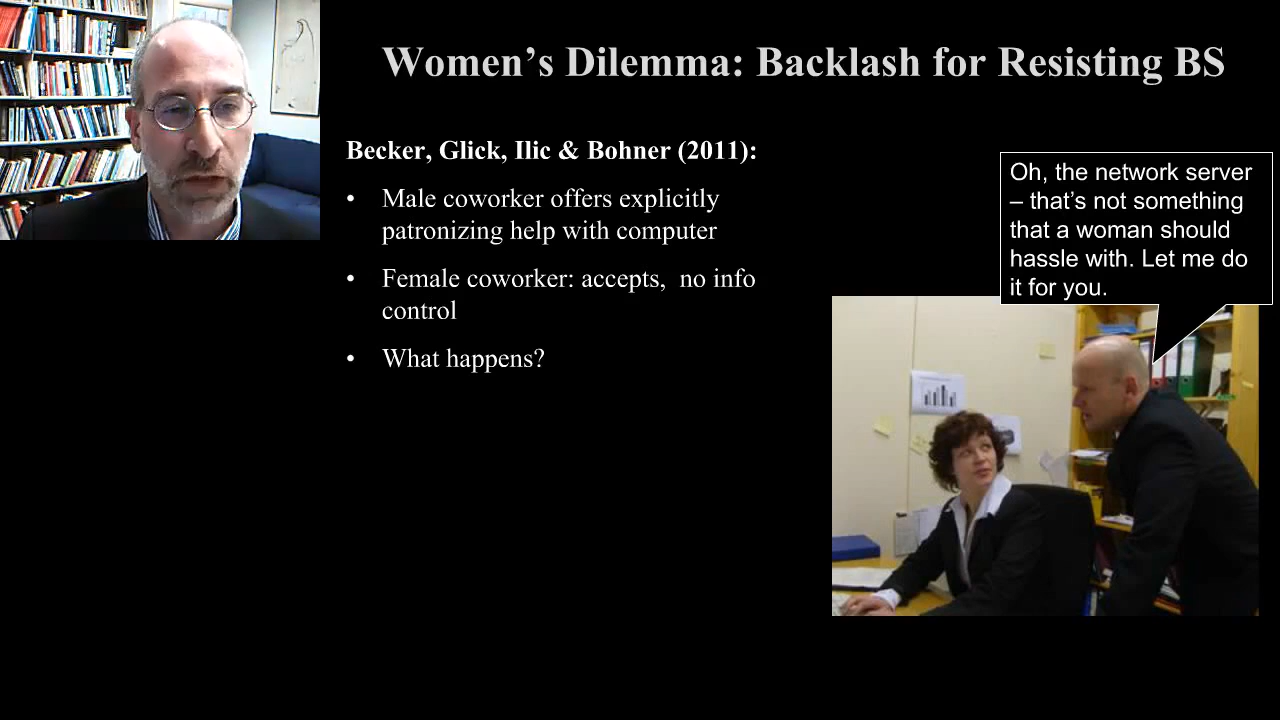 Women's Dilemma: Backlash for Resisting BS
Becker, Glick, Ilic & Bohner (2011):
• Male coworker offers explicitly
patronizing help with computer
• Female coworker: accepts,  no info
control
• What happens?
Oh, the network server
– that's not something
that a woman should
hassle with. Let me do
it for you.